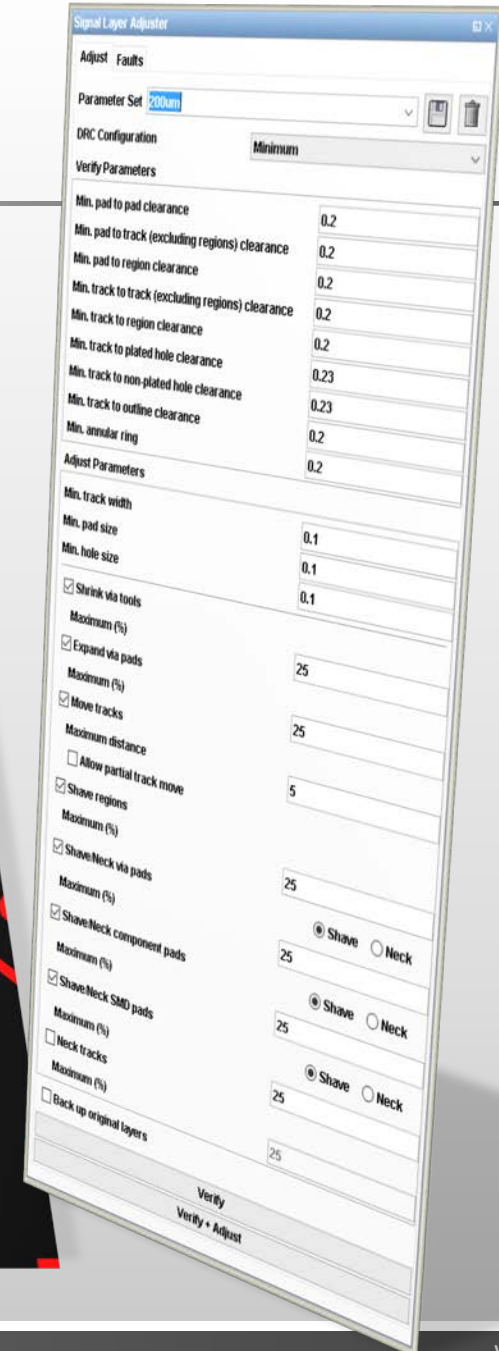 Signal Layer Adjuster
Adjust Faults
Parameter Set 200um
DRC Configuration Minimum
Verify Parameters
Min. pad to pad clearance 0.2
Min. pad to track (excluding regions) clearance 0.2
Min. pad to region clearance 0.2
Min. track to track (excluding regions) clearance 0.2
Min. track to region clearance 0.2
Min. track to plated hole clearance 0.23
Min. track to non-plated hole clearance 0.23
Min. track to outline clearance 0.2
Min. annular ring 0.2
Adjust Parameters
Min. track width 0.1
Min. pad size 0.1
Min. hole size 0.1
Shrink via tools
Maximum (%) 25
Expand via pads
Maximum (%) 25
Move tracks
Maximum distance 5
Allow partial track move
Shave regions
Maximum (%) 25
Shave/Neck via pads Shave Neck
Maximum (%) 25
Shave/Neck component pads Shave Neck
Maximum (%) 25
Shave/Neck SMD pads Shave Neck
Maximum (%) 25
Neck tracks
Maximum (%) 25
Back up original layers
Verify
Verify + Adjust